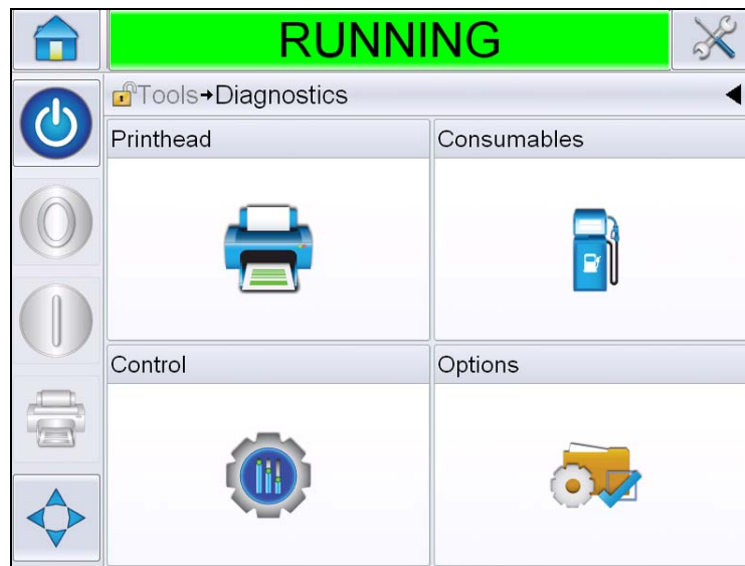 RUNNING
Tools→Diagnostics
Printhead
Consumables
Control
Options